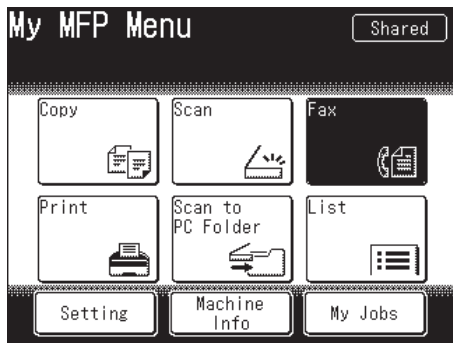 My MFP Menu
Shared
Copy
Scan
Fax
Print
Scan to
PC Folder
List
Setting
Machine
Info
My Jobs